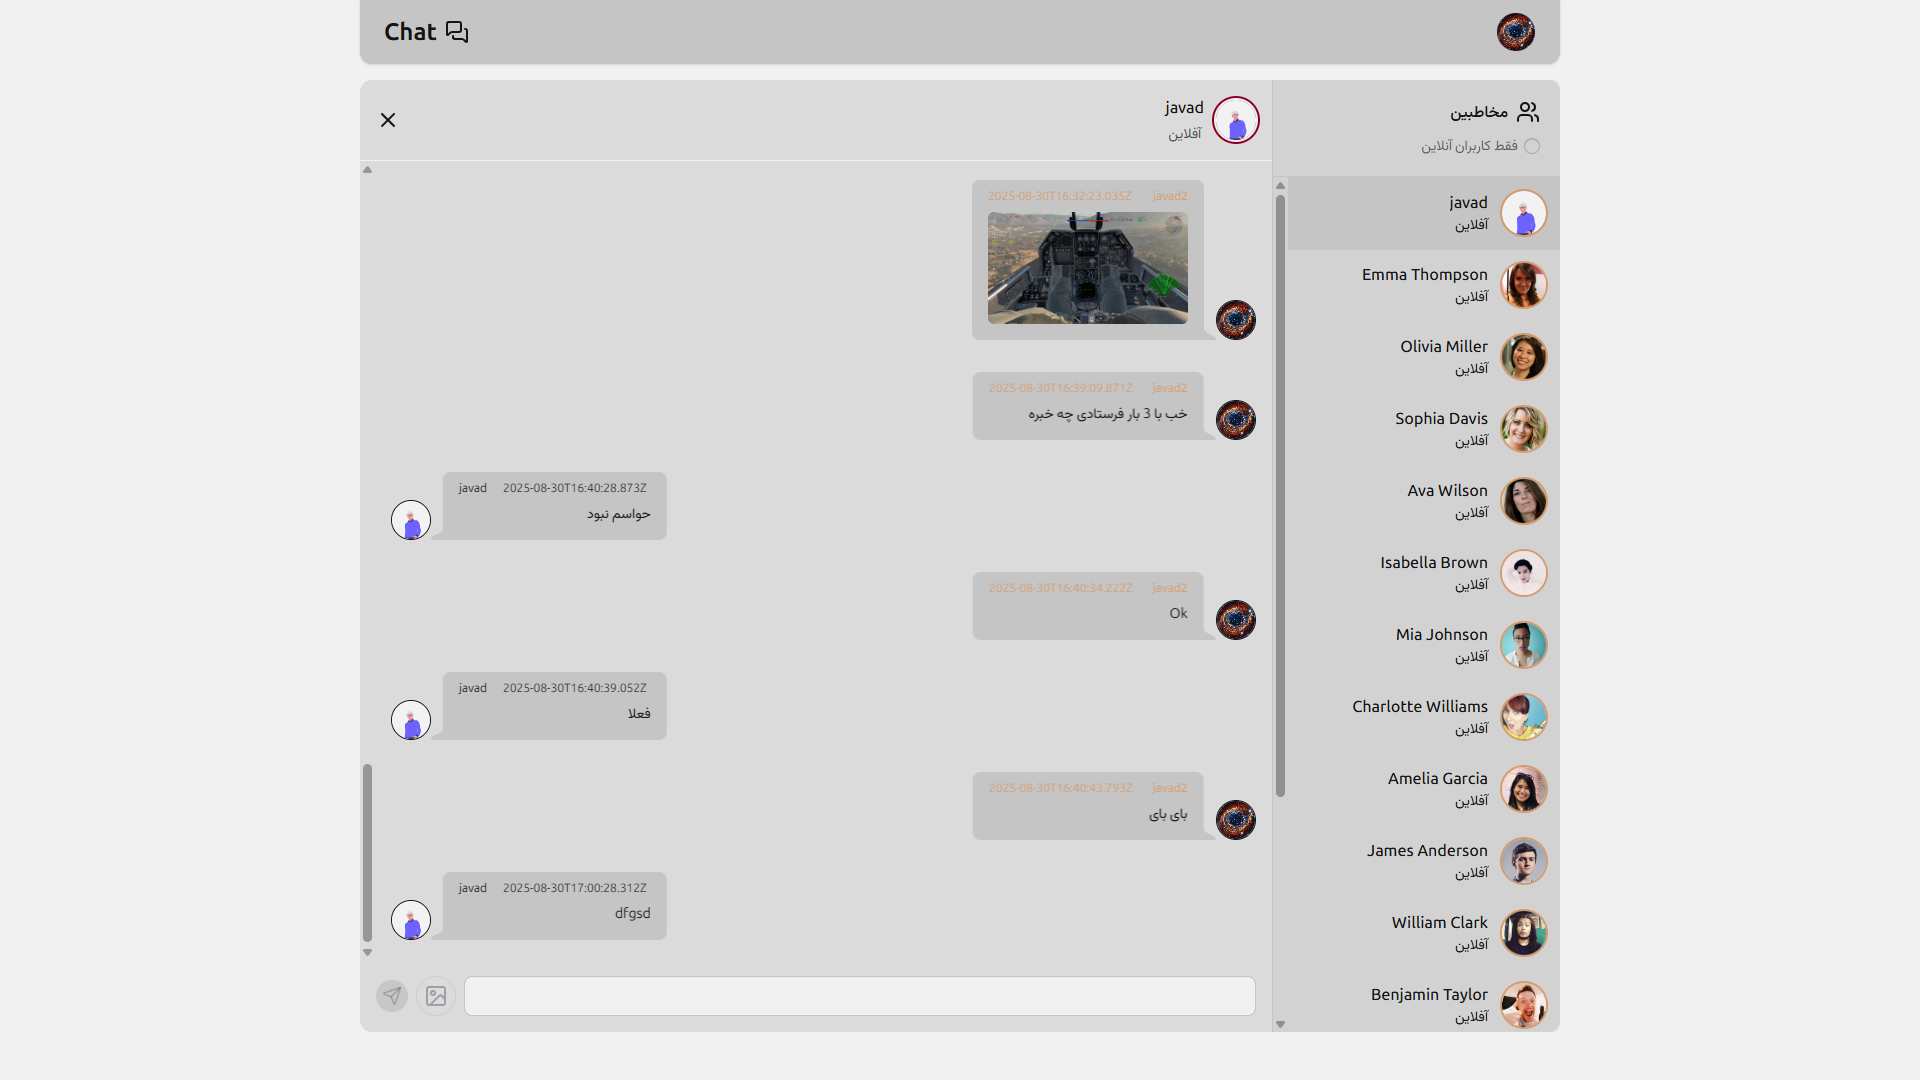 Chat
javad
آفلاین
javad2 2025-08-30T16:32:23.035Z
javad2 2025-08-30T16:39:09.871Z
خب با 3 بار فرستادی چه خبره
javad 2025-08-30T16:40:28.873Z
حواسم نبود
javad2 2025-08-30T16:40:34.222Z
Ok
javad 2025-08-30T16:40:39.052Z
فعلا
javad2 2025-08-30T16:40:43.793Z
بای بای
javad 2025-08-30T17:00:28.312Z
dfgsd
مخاطبین
فقط کاربران آنلاین
javad
آفلاین
Emma Thompson
آفلاین
Olivia Miller
آفلاین
Sophia Davis
آفلاین
Ava Wilson
آفلاین
Isabella Brown
آفلاین
Mia Johnson
آفلاین
Charlotte Williams
آفلاین
Amelia Garcia
آفلاین
James Anderson
آفلاین
William Clark
آفلاین
Benjamin Taylor
آفلاین